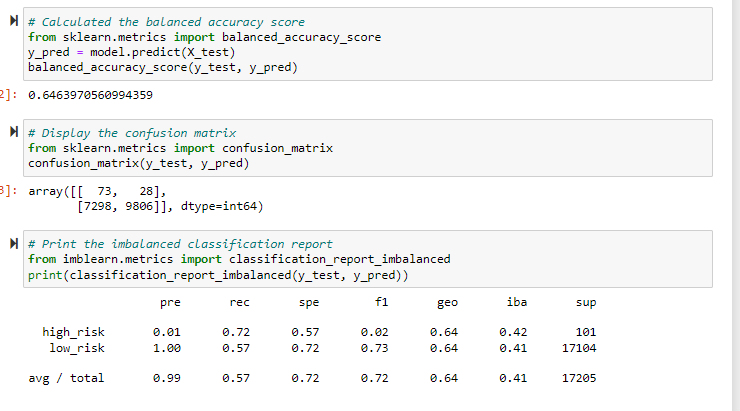 # Calculated the balanced accuracy score
from sklearn.metrics import balanced_accuracy_score
y_pred = model.predict(X_test)
balanced_accuracy_score(y_test, y_pred)
2]: 0.6463970560994359
# Display the confusion matrix
from sklearn.metrics import confusion_matrix
confusion_matrix(y_test, y_pred)
3]: array([[  73,   28],
       [7298, 9806]], dtype=int64)
# Print the imbalanced classification report
from imblearn.metrics import classification_report_imbalanced
print(classification_report_imbalanced(y_test, y_pred))
pre rec spe f1 geo iba sup
high_risk 0.01 0.72 0.57 0.02 0.64 0.42 101
low_risk 1.00 0.57 0.72 0.73 0.64 0.41 17104
avg / total 0.99 0.57 0.72 0.72 0.64 0.41 17205